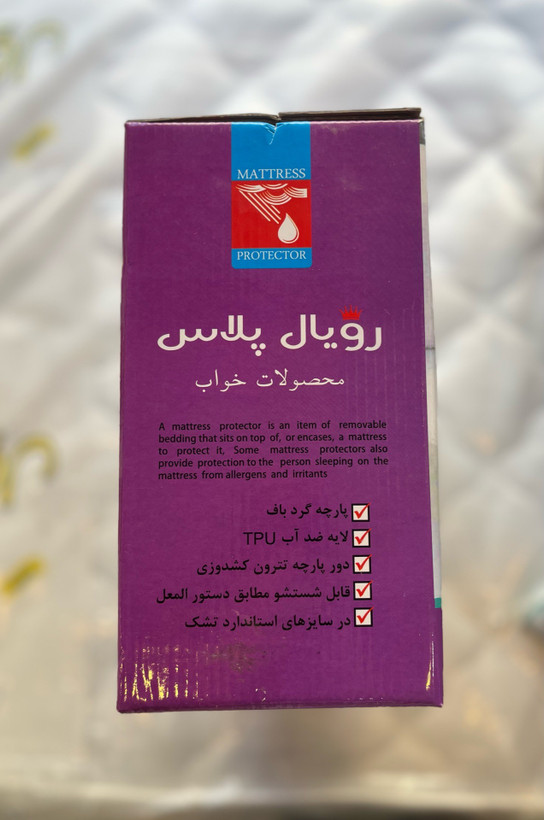 MATTRESS
PROTECTOR
رویال پلاس
محصولات خواب
A mattress protector is an item of removable
bedding that sits on top of, or encases, a mattress
to protect it, Some mattress protectors also
provide protection to the person sleeping on the
mattress from allergens and irritants
پارچه گرد باف
لایه ضد آب TPU
دور پارچه تترون کشدوزی
قابل شستشو مطابق دستور المعل
در سایزهای استاندارد تشک